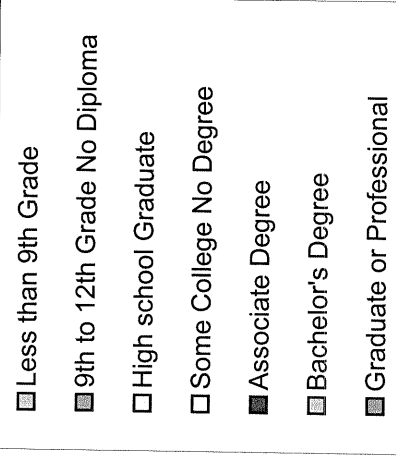 Less than 9th Grade
9th to 12th Grade No Diploma
High school Graduate
Some College No Degree
Associate Degree
Bachelor's Degree
Graduate or Professional